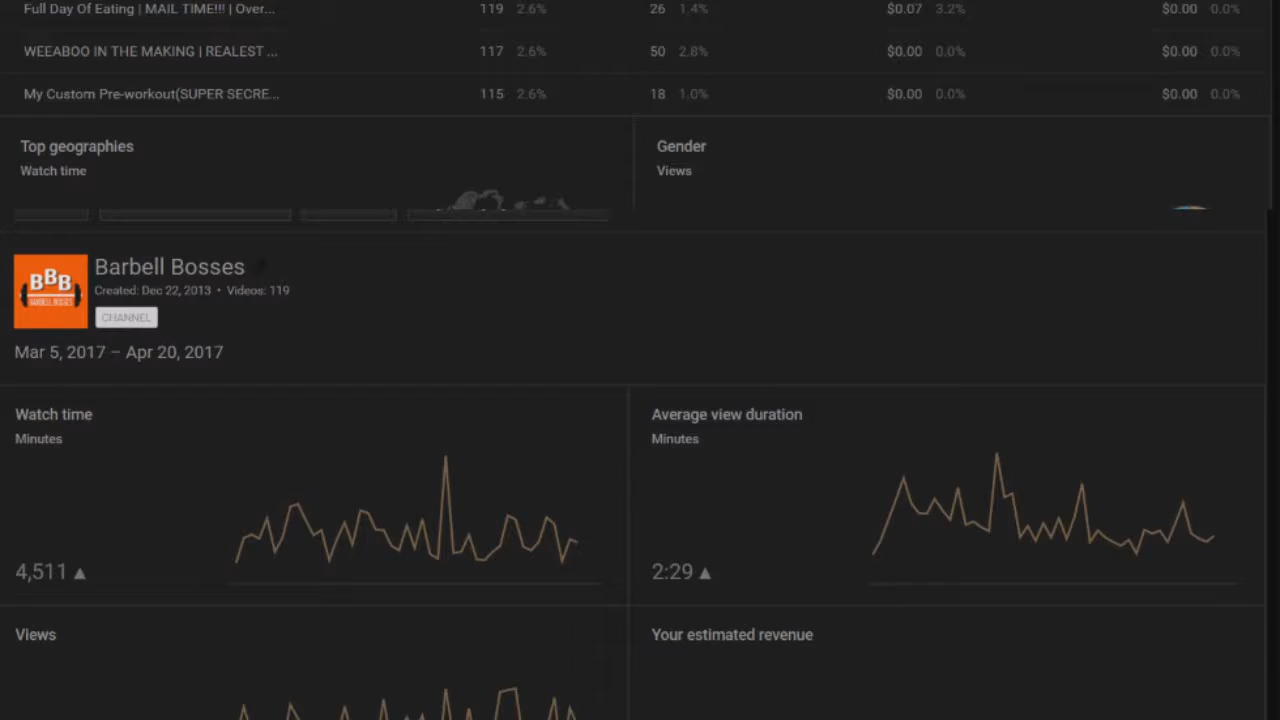 Full Day Of Eating | MAIL TIME!!! | Over... 119 2.6% 26 1.4% $0.07 3.2% $0.00 0.0%
WEEABOO IN THE MAKING | REALEST ... 117 2.6% 50 2.8% $0.00 0.0% $0.00 0.0%
My Custom Pre-workout(SUPER SECRE... 115 2.6% 18 1.0% $0.00 0.0% $0.00 0.0%
Top geographies
Watch time
Gender
Views
BBB
BARBELL BOSSES
Barbell Bosses
Created: Dec 22, 2013 • Videos: 119
CHANNEL
Mar 5, 2017 – Apr 20, 2017
Watch time
Minutes
4,511 ▲
Average view duration
Minutes
2:29 ▲
Views
Your estimated revenue